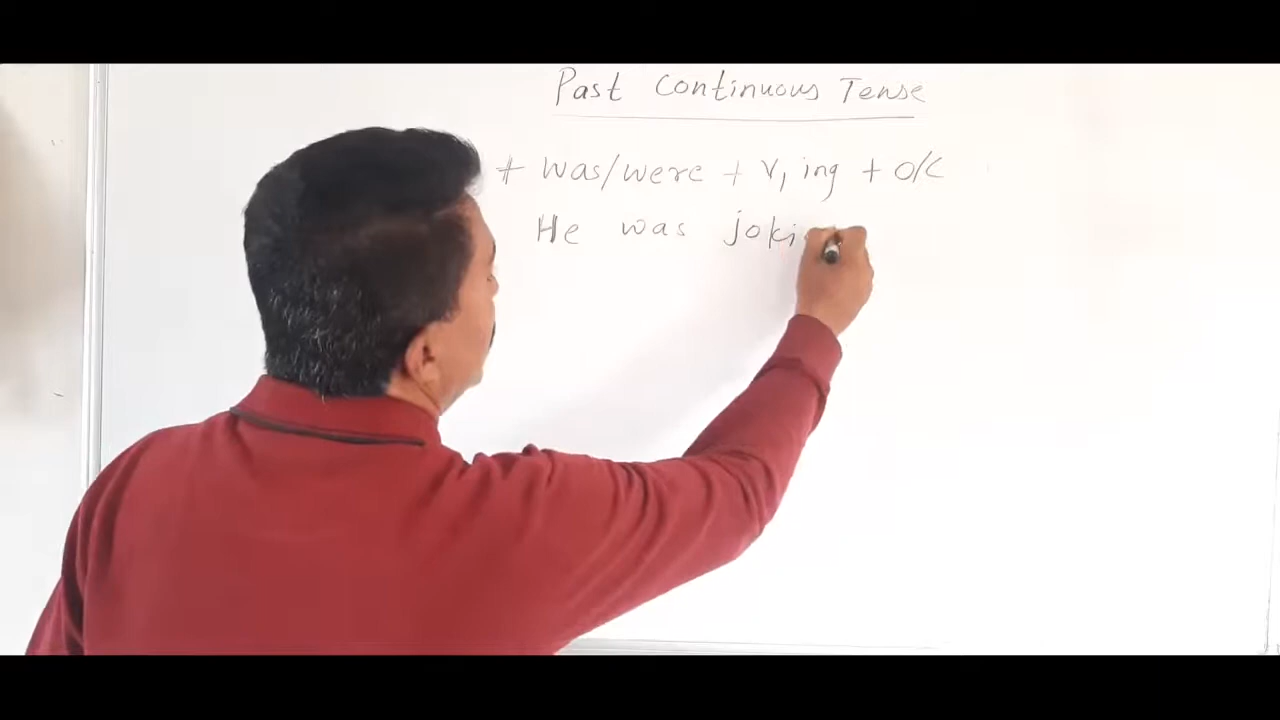 Past Continuous Tense
+ was/were + V₁ ing + O/C
He was joki